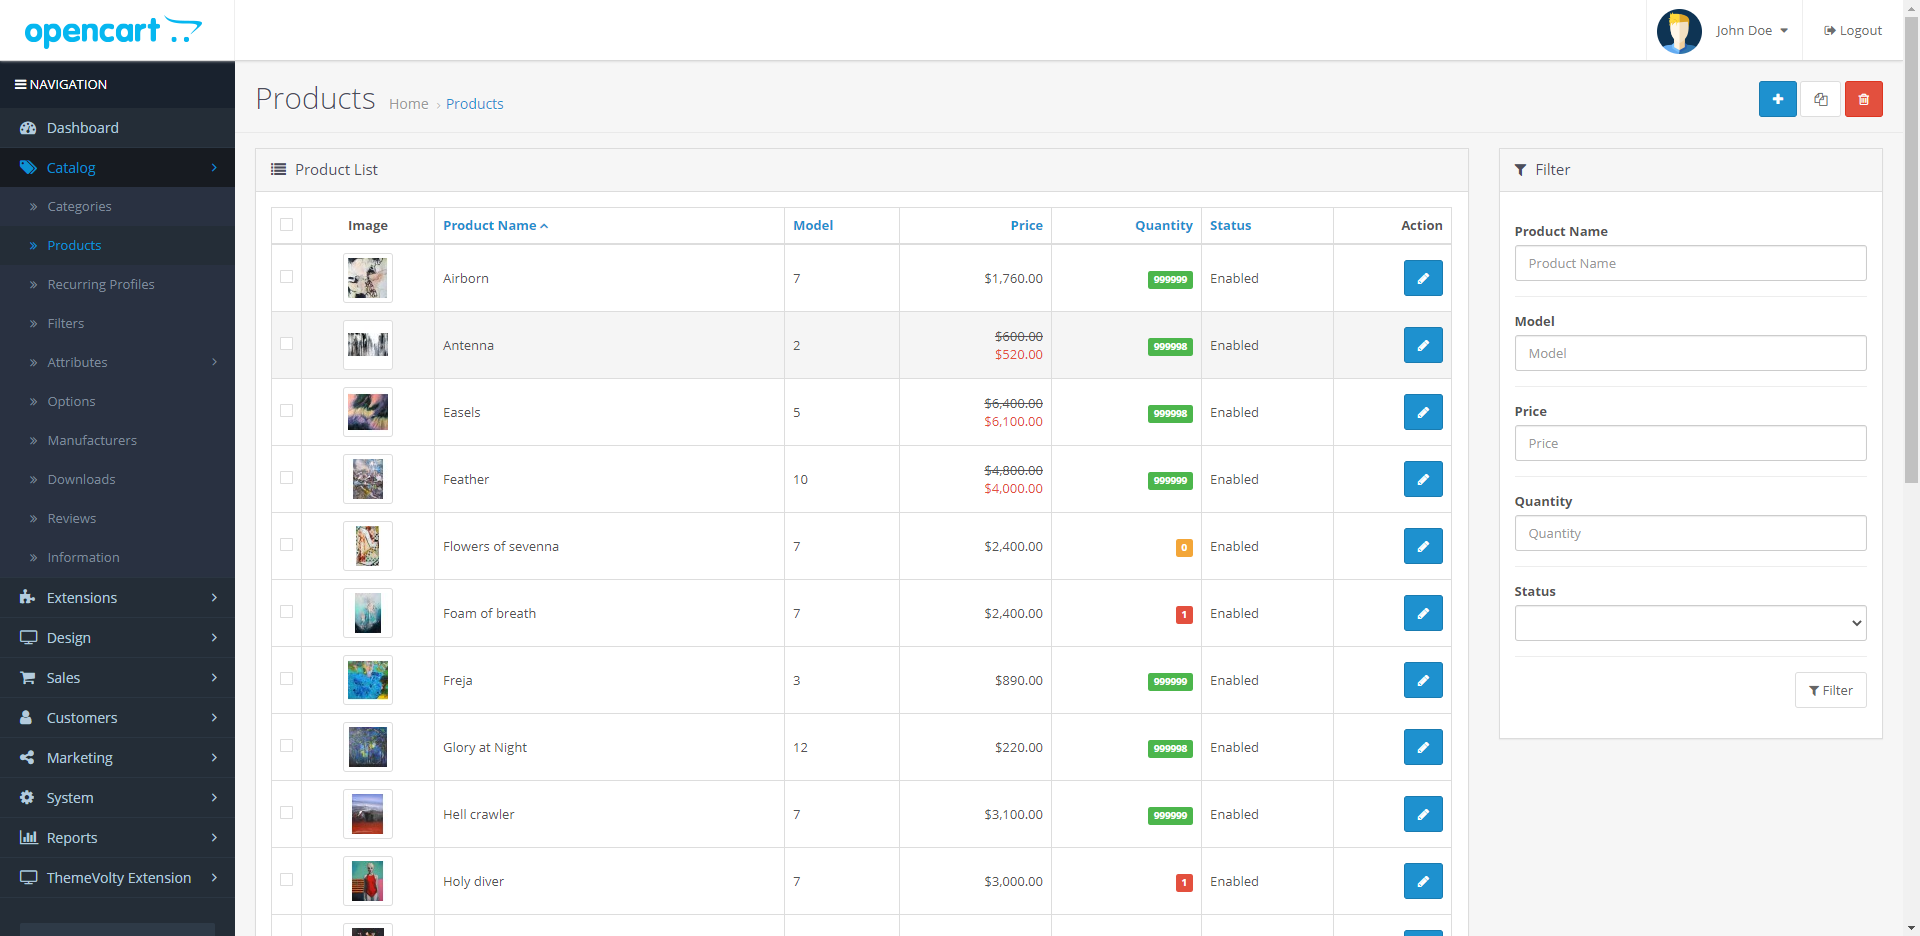 opencart
John Doe
Logout
NAVIGATION
Dashboard
Catalog
Categories
Products
Recurring Profiles
Filters
Attributes
Options
Manufacturers
Downloads
Reviews
Information
Extensions
Design
Sales
Customers
Marketing
System
Reports
ThemeVolty Extension
Products Home › Products
Product List
Image Product Name Model Price Quantity Status Action
Airborn 7 $1,760.00 999999 Enabled
Antenna 2 $600.00 $520.00 999998 Enabled
Easels 5 $6,400.00 $6,100.00 999998 Enabled
Feather 10 $4,800.00 $4,000.00 999999 Enabled
Flowers of sevenna 7 $2,400.00 0 Enabled
Foam of breath 7 $2,400.00 1 Enabled
Freja 3 $890.00 999999 Enabled
Glory at Night 12 $220.00 999998 Enabled
Hell crawler 7 $3,100.00 999999 Enabled
Holy diver 7 $3,000.00 1 Enabled
Filter
Product Name
Product Name
Model
Model
Price
Price
Quantity
Quantity
Status
Filter